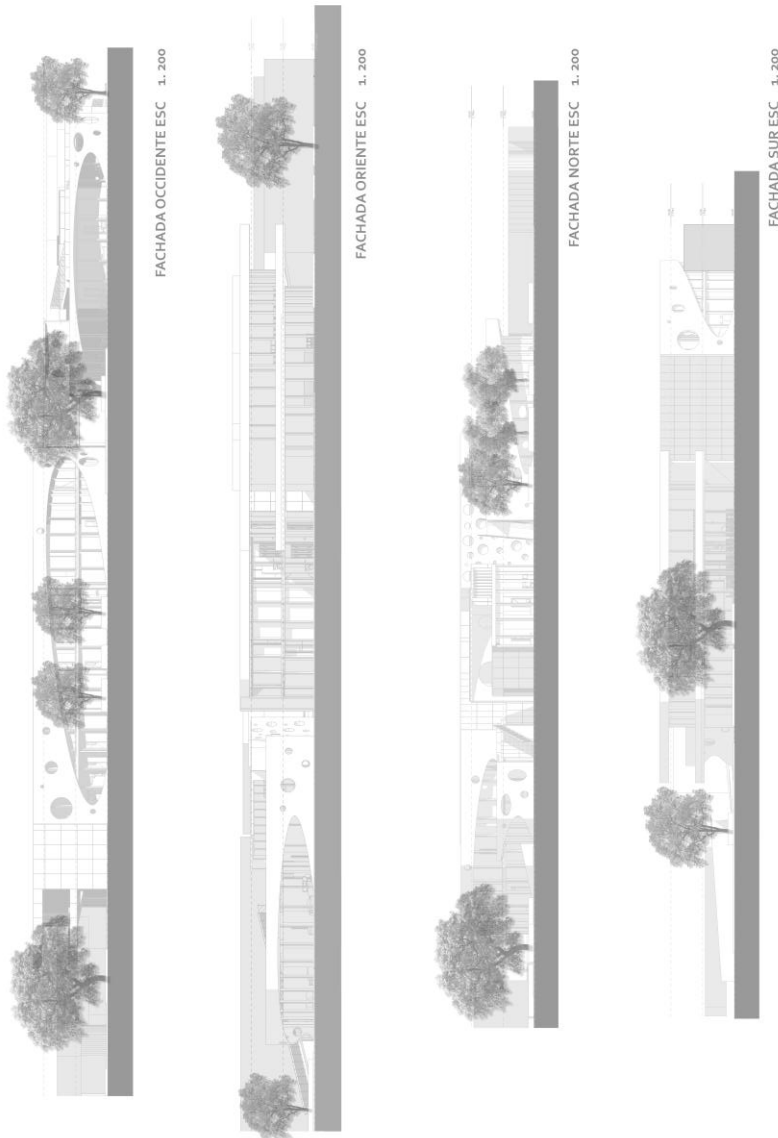 FACHADA OCCIDENTE ESC 1. 200
FACHADA ORIENTE ESC 1. 200
FACHADA NORTE ESC 1. 200
FACHADA SUR ESC 1. 200